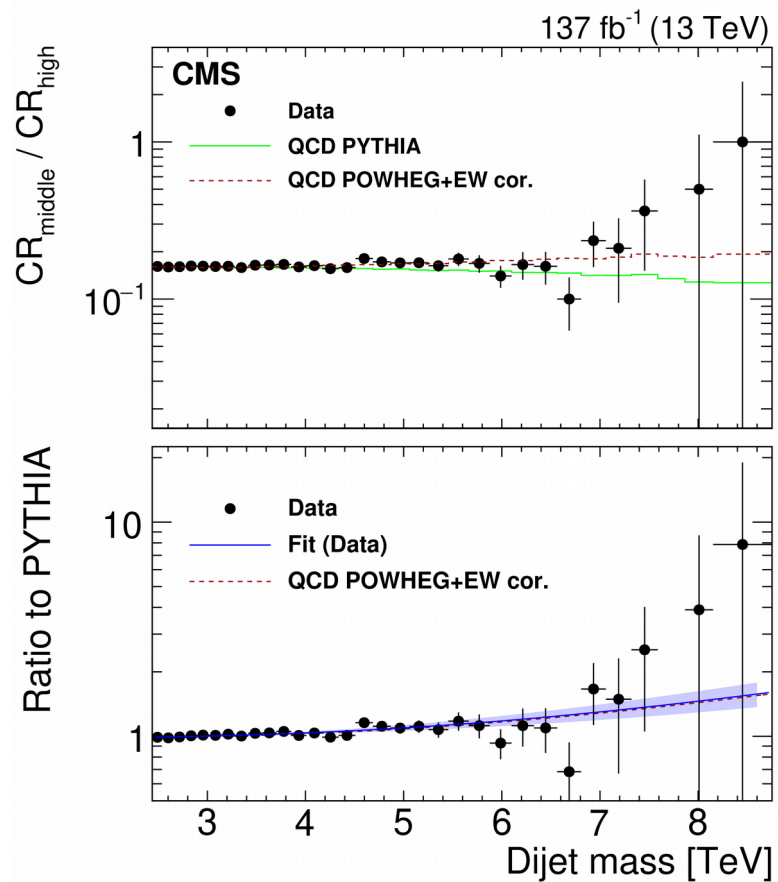 137 fb⁻¹ (13 TeV)
CMS
Data
QCD PYTHIA
QCD POWHEG+EW cor.
CR_middle / CR_high
1
10⁻¹
Data
Fit (Data)
QCD POWHEG+EW cor.
Ratio to PYTHIA
10
1
3 4 5 6 7 8
Dijet mass [TeV]